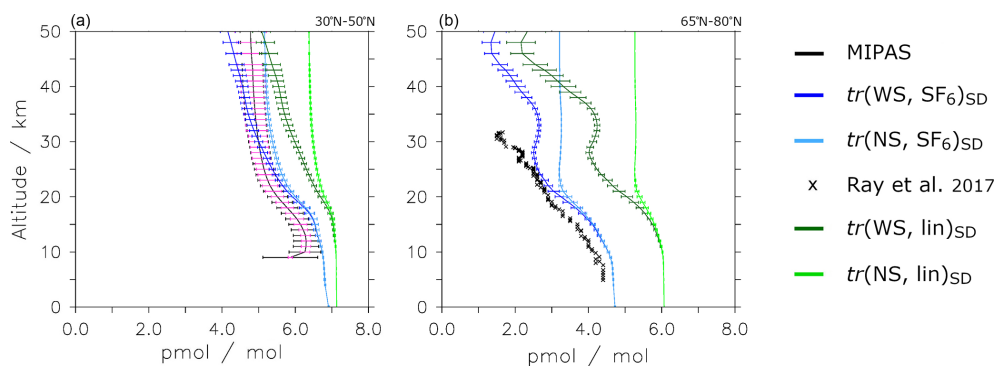 (a) 30°N–50°N
(b) 65°N–80°N
50
40
30
20
10
0
Altitude / km
0.0 2.0 4.0 6.0 8.0
pmol / mol
50
40
30
20
10
0
0.0 2.0 4.0 6.0 8.0
pmol / mol
MIPAS
tr(WS, SF₆)SD
tr(NS, SF₆)SD
x Ray et al. 2017
tr(WS, lin)SD
tr(NS, lin)SD